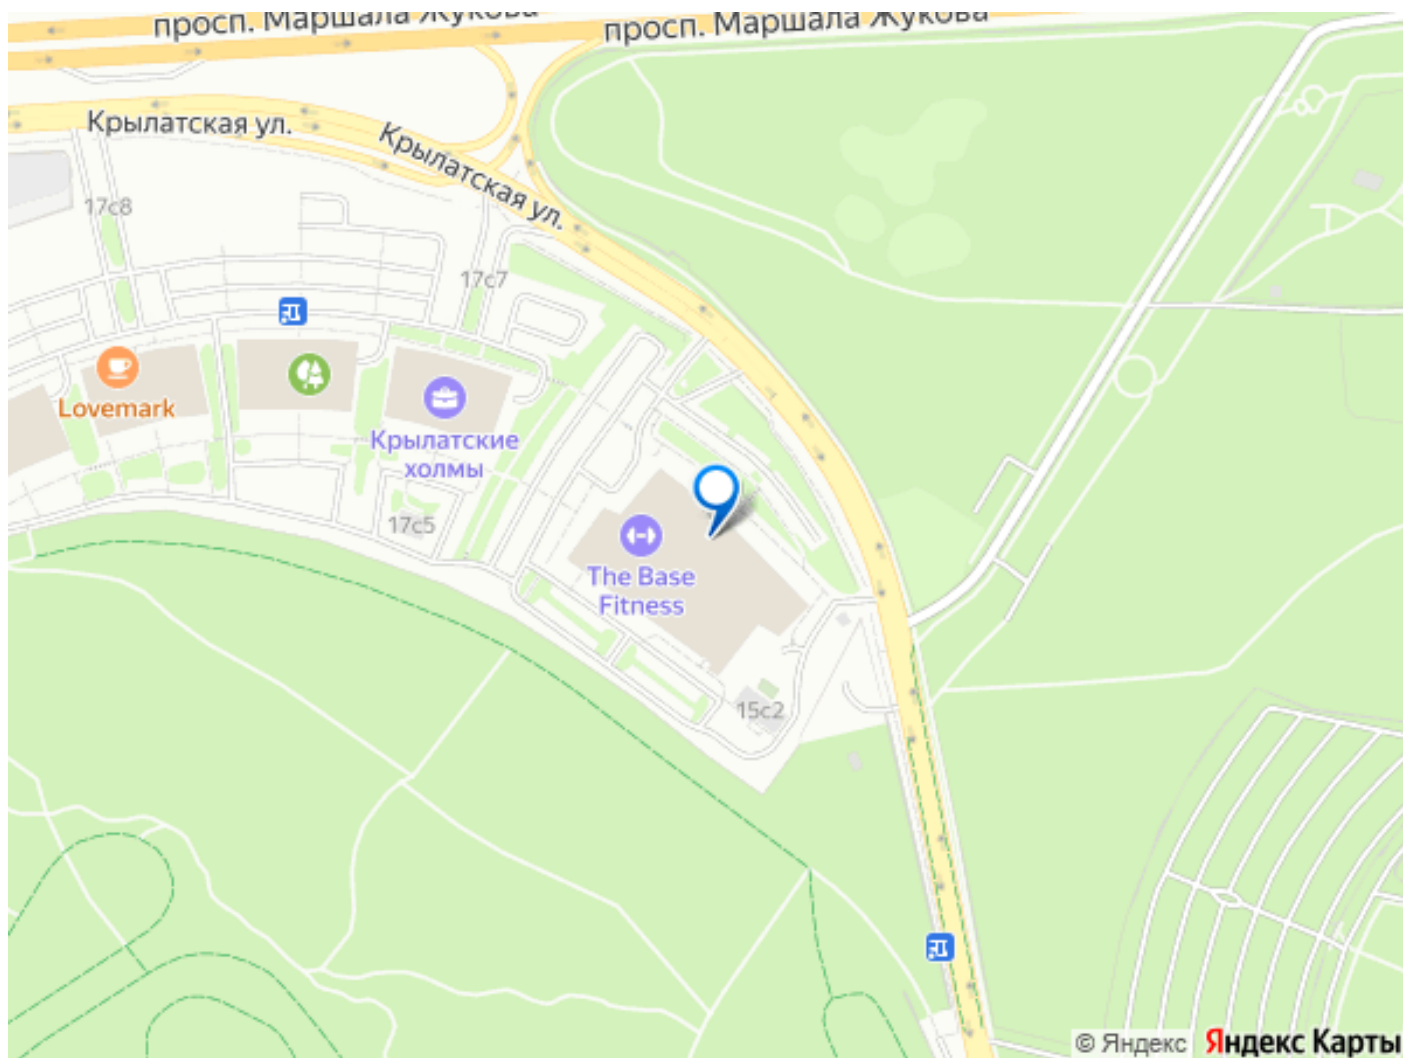 просп. Маршала Жукова
просп. Маршала Жукова
Крылатская ул.
Крылатская ул.
17с8
17с7
Lovemark
Крылатские
холмы
17с5
The Base
Fitness
15с2
© Яндекс Яндекс Карты